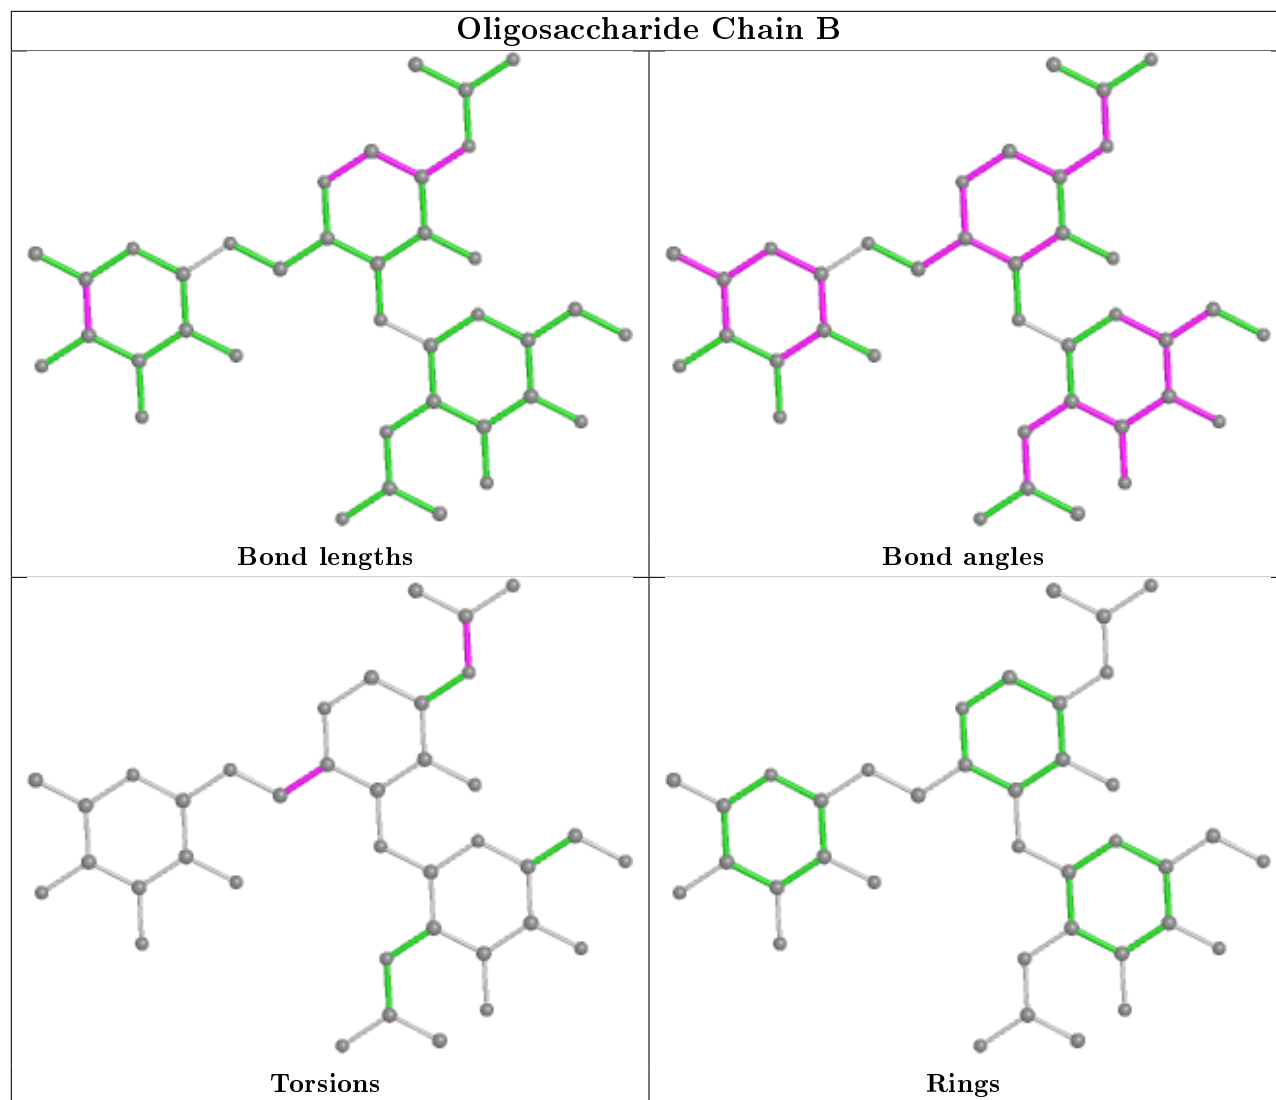 Oligosaccharide Chain B
Bond lengths
Bond angles
Torsions
Rings